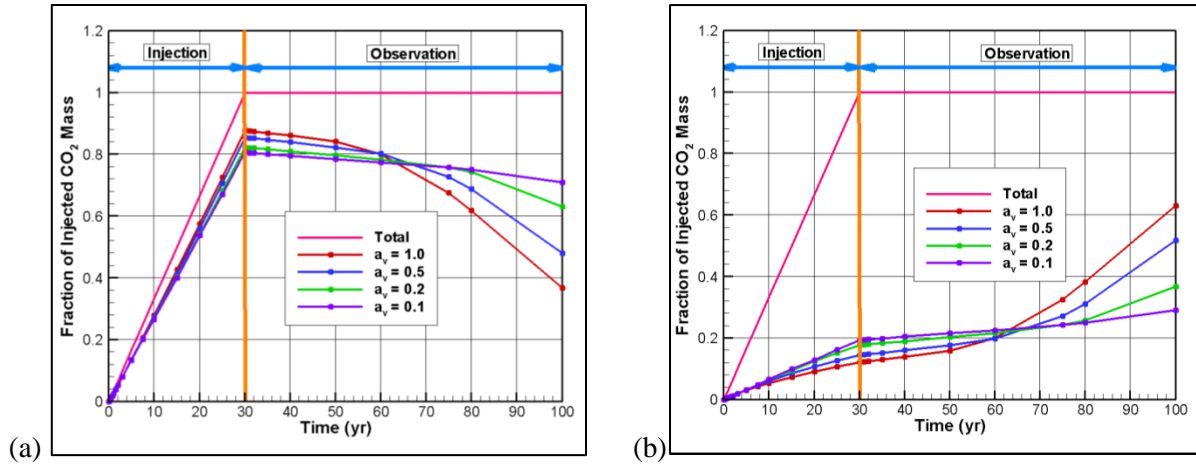 1.2
Injection
Observation
1
0.8
0.6
0.4
0.2
0
Fraction of Injected CO2 Mass
Total
av = 1.0
av = 0.5
av = 0.2
av = 0.1
0 10 20 30 40 50 60 70 80 90 100
Time (yr)
(a)
1.2
Injection
Observation
1
0.8
0.6
0.4
0.2
0
Fraction of Injected CO2 Mass
Total
av = 1.0
av = 0.5
av = 0.2
av = 0.1
0 10 20 30 40 50 60 70 80 90 100
Time (yr)
(b)